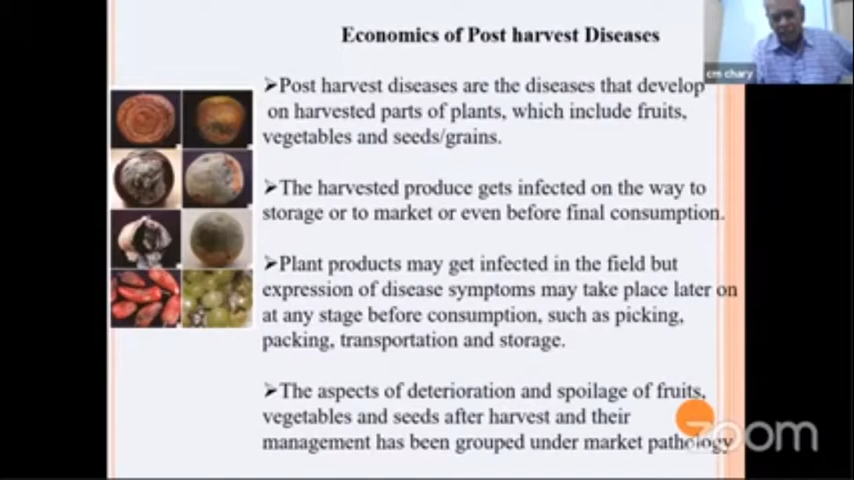 Economics of Post harvest Diseases
cm chary
➢Post harvest diseases are the diseases that develop
on harvested parts of plants, which include fruits,
vegetables and seeds/grains.
➢The harvested produce gets infected on the way to
storage or to market or even before final consumption.
➢Plant products may get infected in the field but
expression of disease symptoms may take place later on
at any stage before consumption, such as picking,
packing, transportation and storage.
➢The aspects of deterioration and spoilage of fruits,
vegetables and seeds after harvest and their
management has been grouped under market pathology
zoom